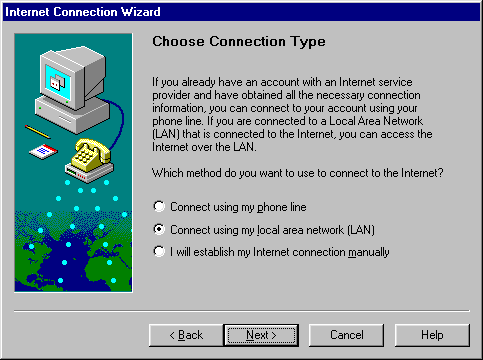 Internet Connection Wizard
Choose Connection Type
If you already have an account with an Internet service
provider and have obtained all the necessary connection
information, you can connect to your account using your
phone line. If you are connected to a Local Area Network
(LAN) that is connected to the Internet, you can access the
Internet over the LAN.
Which method do you want to use to connect to the Internet?
Connect using my phone line
Connect using my local area network (LAN)
I will establish my Internet connection manually
< Back
Next >
Cancel
Help